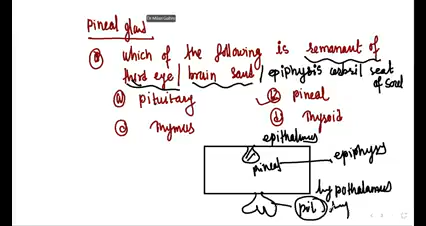 Pineal gland
Q which of the following is remanant of
third eye / brain sand / epiphysis cerebri / seat of soul
a) Pituitary b) Pineal
c) Thymus d) Thyroid
epithalamus
pineal epiphysis
hypothalamus
pit